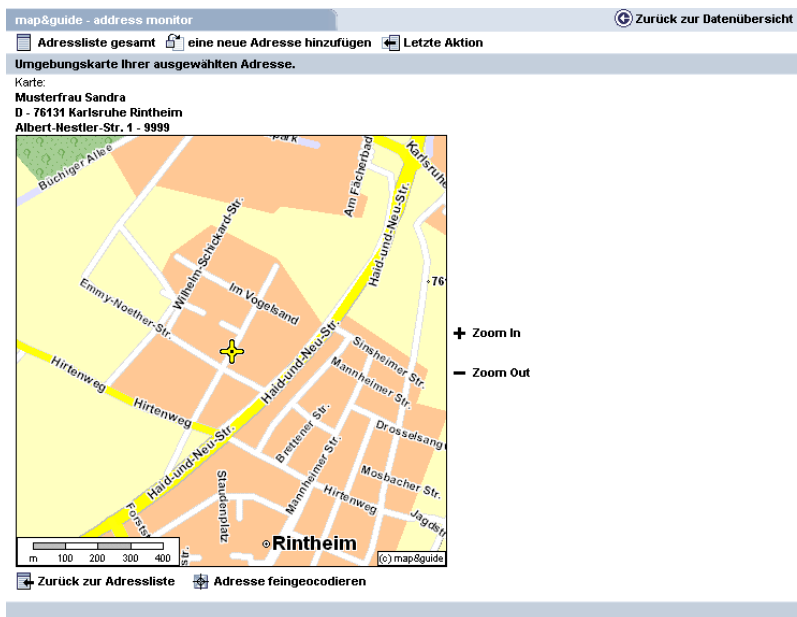 map&guide - address monitor
Zurück zur Datenübersicht
Adressliste gesamt
eine neue Adresse hinzufügen
Letzte Aktion
Umgebungskarte Ihrer ausgewählten Adresse.
Karte:
Musterfrau Sandra
D - 76131 Karlsruhe Rintheim
Albert-Nestler-Str. 1 - 9999
Büchiger Allee
Am Fächerbad
Wilhelm-Schickard-Str.
Haid-und-Neu-Str.
Im Vogelsand
Emmy-Noether-Str.
Haid-und-Neu-Str.
Sinsheimer Str.
Mannheimer Str.
Hirtenweg
Hirtenweg
Brettener Str.
Haid-und-Neu-Str.
Mannheimer Str.
Mosbacher Str.
Hirtenweg
Staudenplatz
Rintheim
m 100 200 300 400
(c) map&guide
+ Zoom In
- Zoom Out
Zurück zur Adressliste
Adresse feingeocodieren